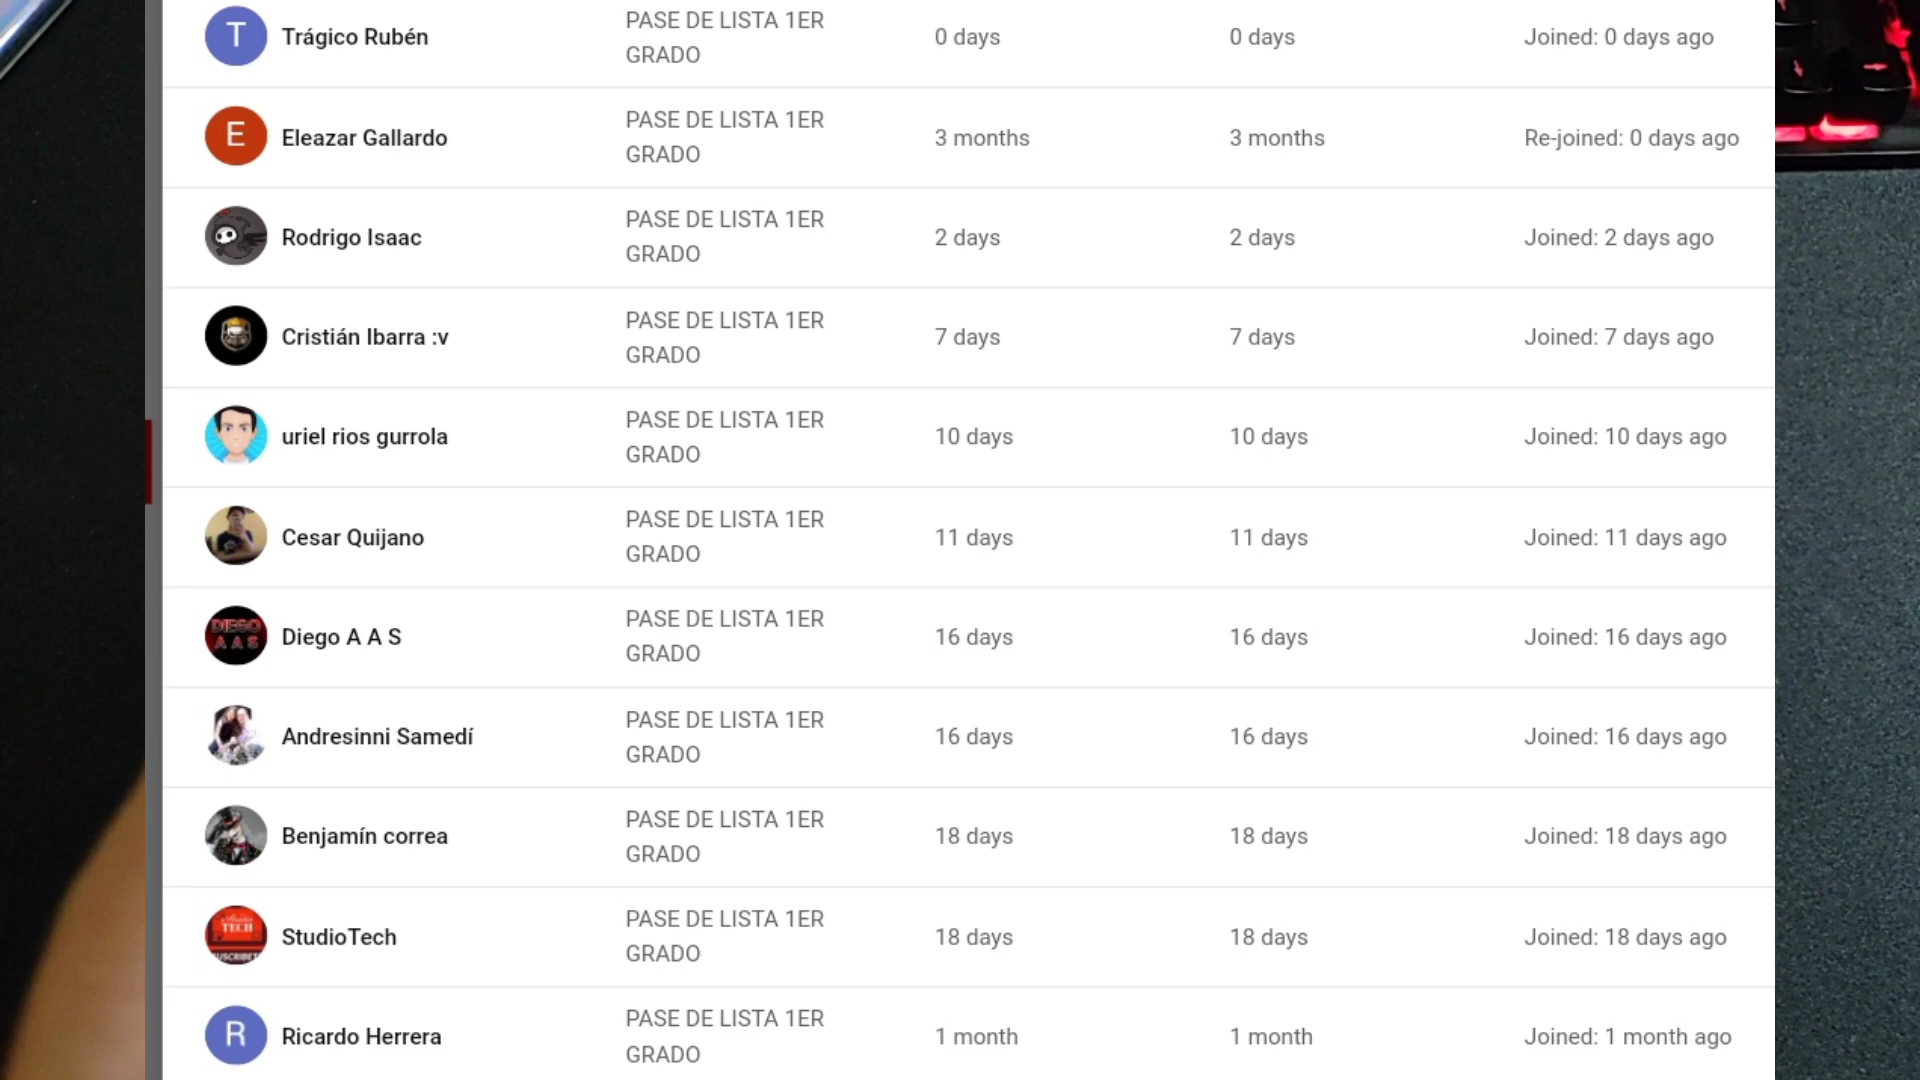 T Trágico Rubén PASE DE LISTA 1ER GRADO 0 days 0 days Joined: 0 days ago
E Eleazar Gallardo PASE DE LISTA 1ER GRADO 3 months 3 months Re-joined: 0 days ago
Rodrigo Isaac PASE DE LISTA 1ER GRADO 2 days 2 days Joined: 2 days ago
Cristián Ibarra :v PASE DE LISTA 1ER GRADO 7 days 7 days Joined: 7 days ago
uriel rios gurrola PASE DE LISTA 1ER GRADO 10 days 10 days Joined: 10 days ago
Cesar Quijano PASE DE LISTA 1ER GRADO 11 days 11 days Joined: 11 days ago
DIEGO A A S Diego A A S PASE DE LISTA 1ER GRADO 16 days 16 days Joined: 16 days ago
Andresinni Samedí PASE DE LISTA 1ER GRADO 16 days 16 days Joined: 16 days ago
Benjamín correa PASE DE LISTA 1ER GRADO 18 days 18 days Joined: 18 days ago
TECH StudioTech PASE DE LISTA 1ER GRADO 18 days 18 days Joined: 18 days ago
R Ricardo Herrera PASE DE LISTA 1ER GRADO 1 month 1 month Joined: 1 month ago